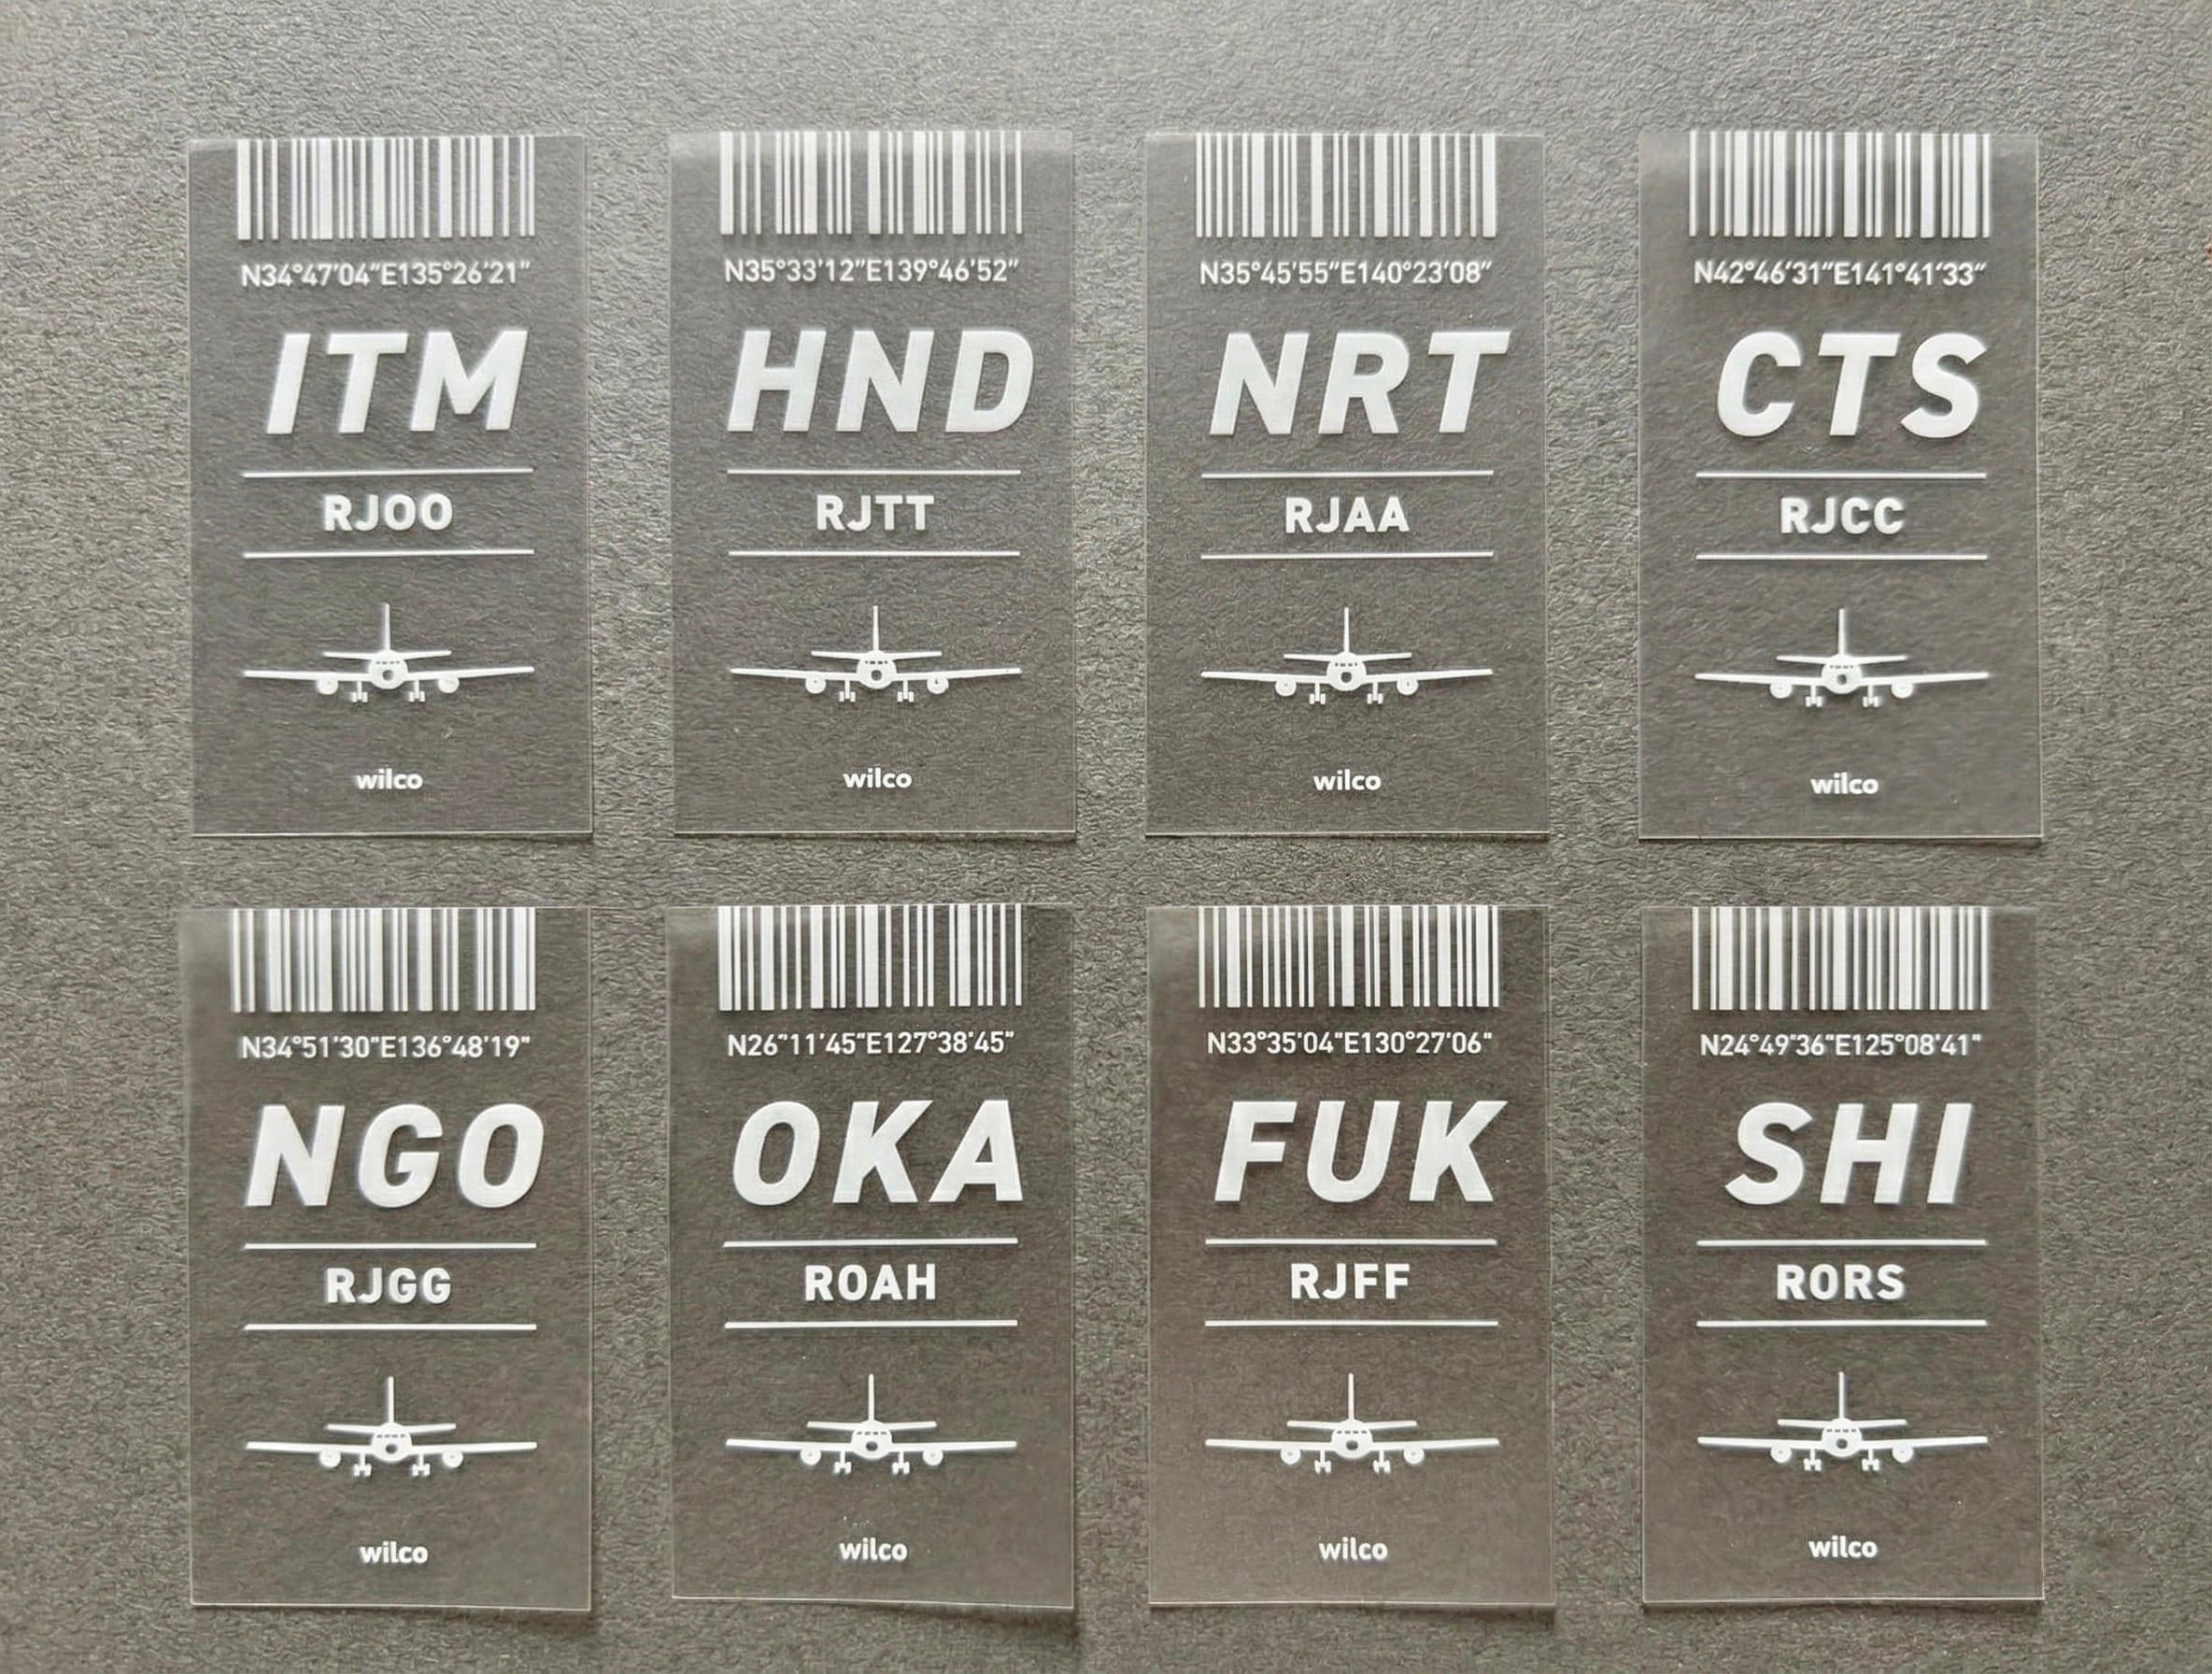 N34°47′04″E135°26′21″
ITM
RJOO
wilco
N35°33′12″E139°46′52″
HND
RJTT
wilco
N35°45′55″E140°23′08″
NRT
RJAA
wilco
N42°46′31″E141°41′33″
CTS
RJCC
wilco
N34°51'30"E136°48'19"
NGO
RJGG
wilco
N26"11'45"E127°38'45"
OKA
ROAH
wilco
N33°35'04"E130°27'06"
FUK
RJFF
wilco
N24°49'36"E125°08'41"
SHI
RORS
wilco